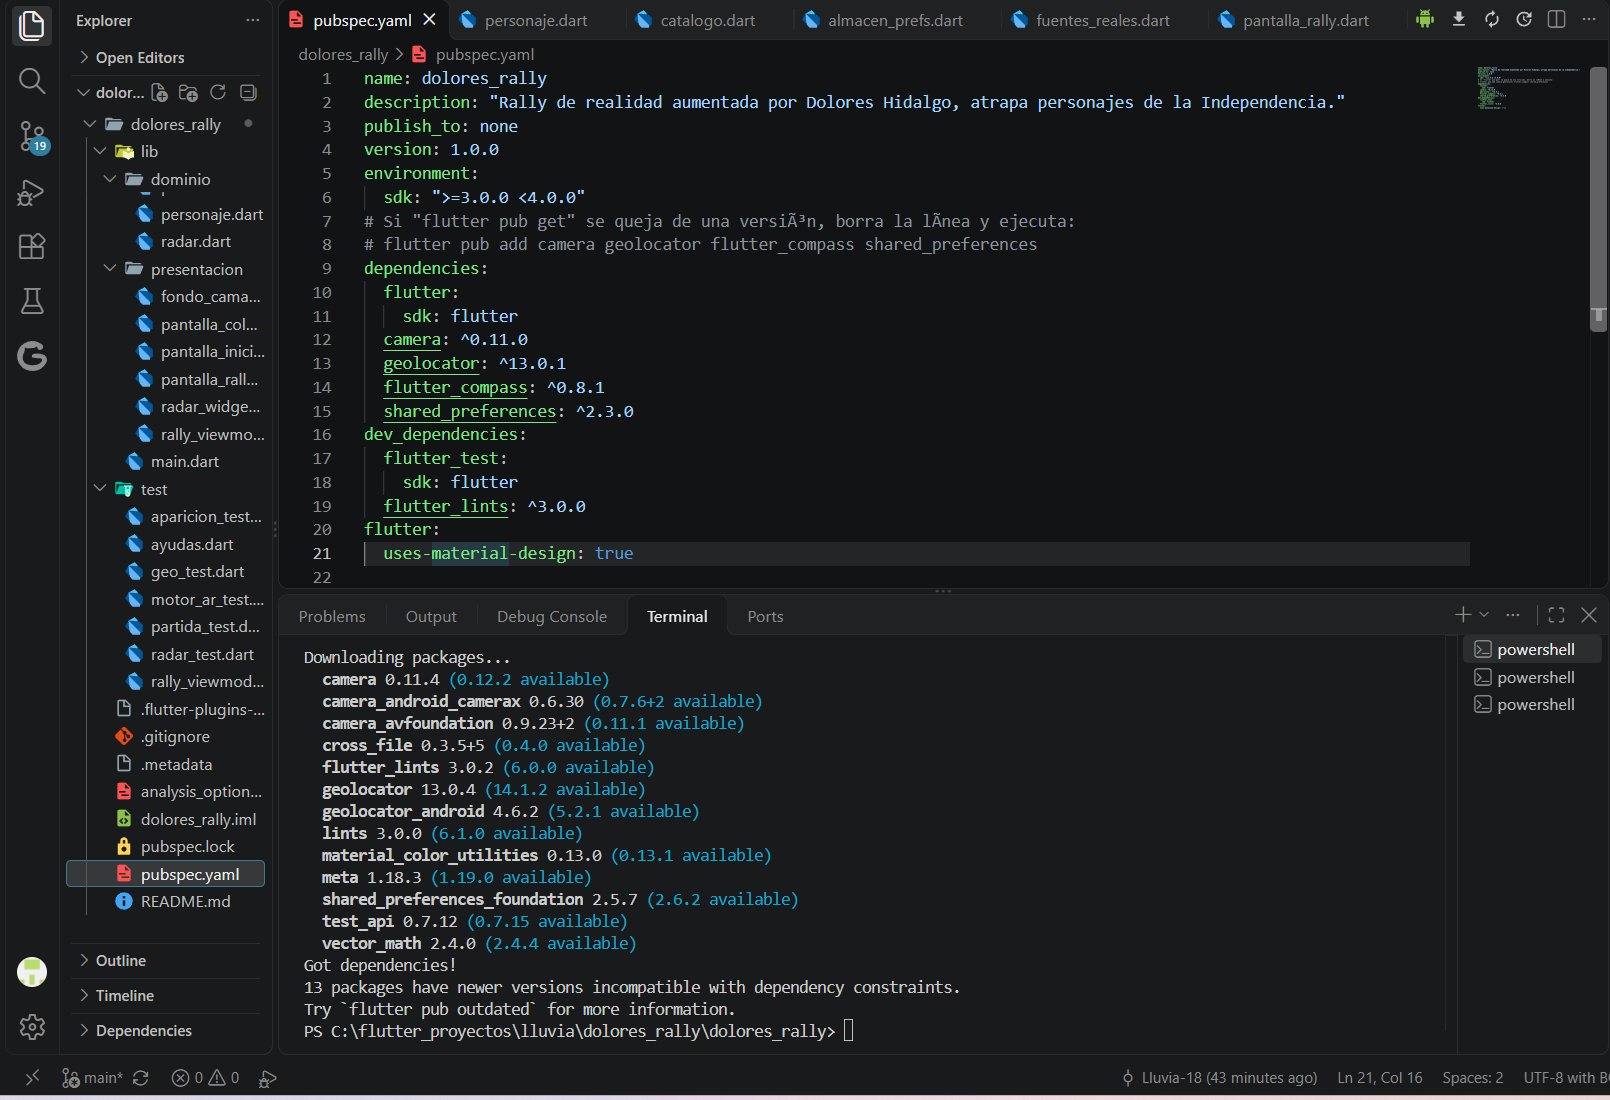 Explorer
Open Editors
dolor...
dolores_rally
lib
dominio
personaje.dart
radar.dart
presentacion
fondo_cama...
pantalla_col...
pantalla_inici...
pantalla_rall...
radar_widge...
rally_viewmo...
main.dart
test
aparicion_test...
ayudas.dart
geo_test.dart
motor_ar_test....
partida_test.d...
radar_test.dart
rally_viewmod...
.flutter-plugins-...
.gitignore
.metadata
analysis_option...
dolores_rally.iml
pubspec.lock
pubspec.yaml
README.md
Outline
Timeline
Dependencies
19
pubspec.yaml
personaje.dart
catalogo.dart
almacen_prefs.dart
fuentes_reales.dart
pantalla_rally.dart
dolores_rally > pubspec.yaml
1 name: dolores_rally
2 description: "Rally de realidad aumentada por Dolores Hidalgo, atrapa personajes de la Independencia."
3 publish_to: none
4 version: 1.0.0
5 environment:
6 sdk: ">=3.0.0 <4.0.0"
7 # Si "flutter pub get" se queja de una versiÃ³n, borra la lÃnea y ejecuta:
8 # flutter pub add camera geolocator flutter_compass shared_preferences
9 dependencies:
10 flutter:
11 sdk: flutter
12 camera: ^0.11.0
13 geolocator: ^13.0.1
14 flutter_compass: ^0.8.1
15 shared_preferences: ^2.3.0
16 dev_dependencies:
17 flutter_test:
18 sdk: flutter
19 flutter_lints: ^3.0.0
20 flutter:
21 uses-material-design: true
22
Problems Output Debug Console Terminal Ports
Downloading packages...
camera 0.11.4 (0.12.2 available)
camera_android_camerax 0.6.30 (0.7.6+2 available)
camera_avfoundation 0.9.23+2 (0.11.1 available)
cross_file 0.3.5+5 (0.4.0 available)
flutter_lints 3.0.2 (6.0.0 available)
geolocator 13.0.4 (14.1.2 available)
geolocator_android 4.6.2 (5.2.1 available)
lints 3.0.0 (6.1.0 available)
material_color_utilities 0.13.0 (0.13.1 available)
meta 1.18.3 (1.19.0 available)
shared_preferences_foundation 2.5.7 (2.6.2 available)
test_api 0.7.12 (0.7.15 available)
vector_math 2.4.0 (2.4.4 available)
Got dependencies!
13 packages have newer versions incompatible with dependency constraints.
Try `flutter pub outdated` for more information.
PS C:\flutter_proyectos\lluvia\dolores_rally\dolores_rally>
powershell
powershell
powershell
main* 0 0 Lluvia-18 (43 minutes ago) Ln 21, Col 16 Spaces: 2 UTF-8 with B